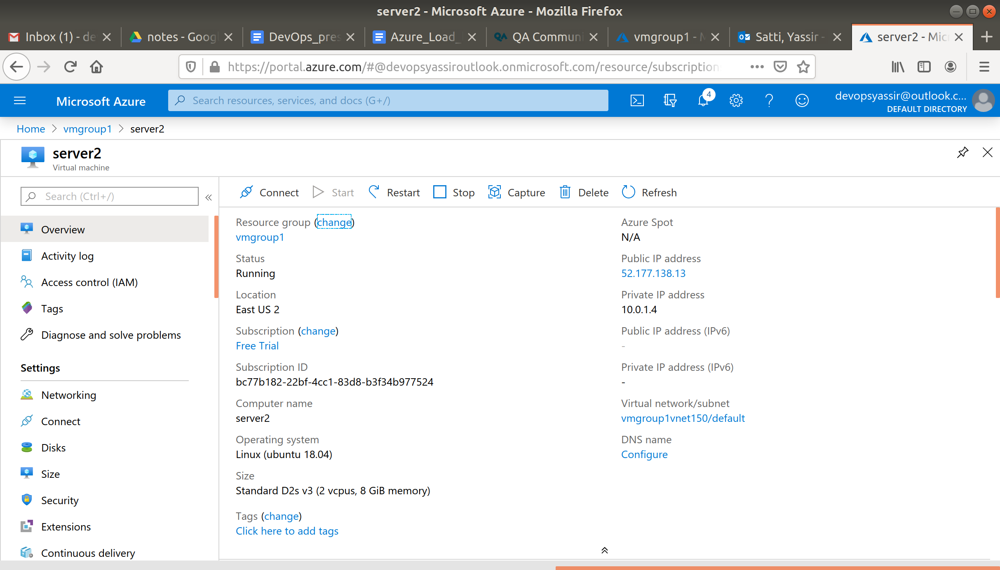 server2 - Microsoft Azure - Mozilla Firefox
Inbox (1) - de
notes - Goog
DevOps_pres
Azure_Load_
QA Communi
vmgroup1 - M
Satti, Yassir -
server2 - Mic
https://portal.azure.com/#@devopsyassiroutlook.onmicrosoft.com/resource/subscription
Microsoft Azure
Search resources, services, and docs (G+/)
4
devopsyassir@outlook.c...
DEFAULT DIRECTORY
Home > vmgroup1 > server2
server2
Virtual machine
Search (Ctrl+/)
«
Overview
Activity log
Access control (IAM)
Tags
Diagnose and solve problems
Settings
Networking
Connect
Disks
Size
Security
Extensions
Continuous delivery
Connect
Start
Restart
Stop
Capture
Delete
Refresh
Resource group (change)
vmgroup1
Status
Running
Location
East US 2
Subscription (change)
Free Trial
Subscription ID
bc77b182-22bf-4cc1-83d8-b3f34b977524
Computer name
server2
Operating system
Linux (ubuntu 18.04)
Size
Standard D2s v3 (2 vcpus, 8 GiB memory)
Tags (change)
Click here to add tags
Azure Spot
N/A
Public IP address
52.177.138.13
Private IP address
10.0.1.4
Public IP address (IPv6)
-
Private IP address (IPv6)
-
Virtual network/subnet
vmgroup1vnet150/default
DNS name
Configure